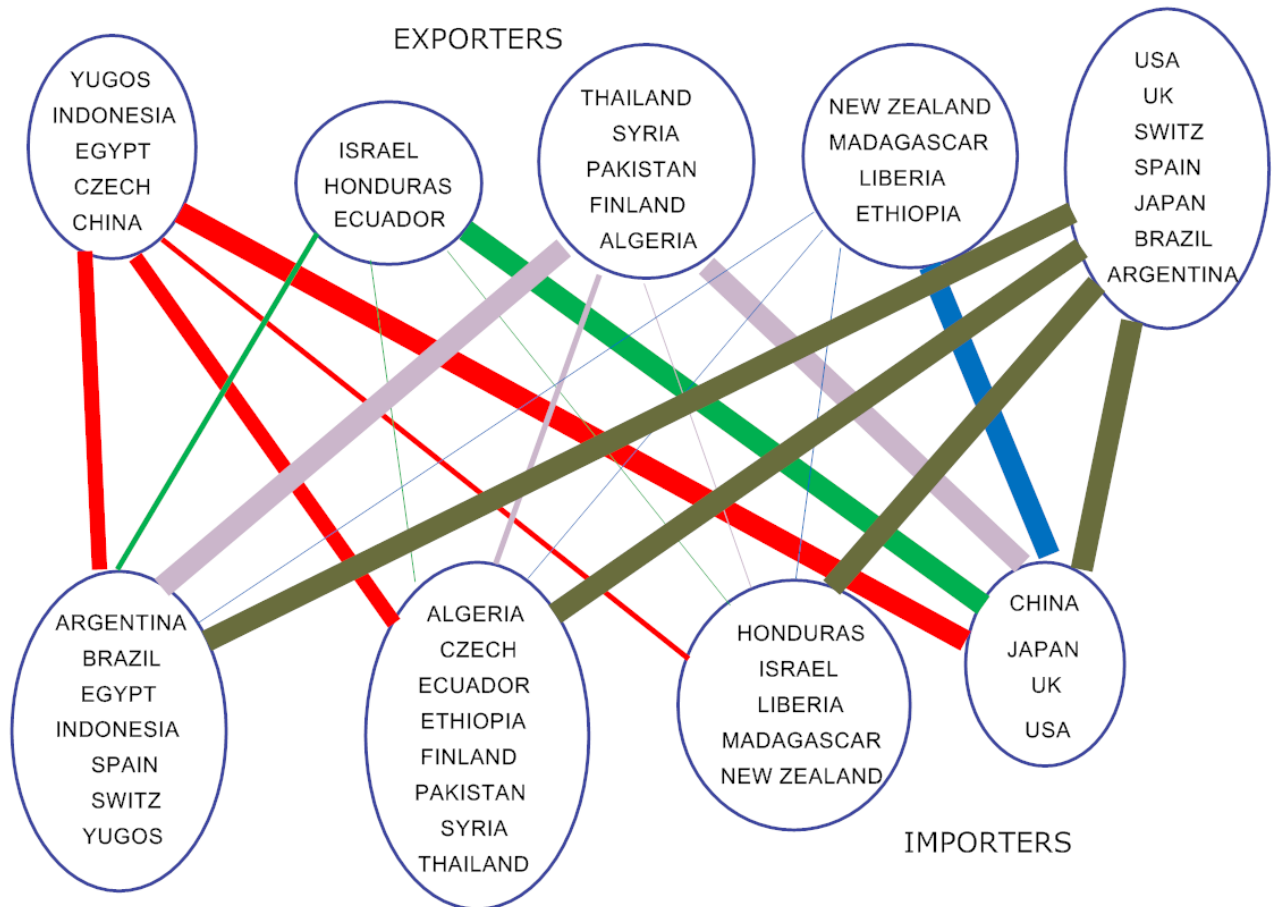 EXPORTERS
YUGOS
INDONESIA
EGYPT
CZECH
CHINA
ISRAEL
HONDURAS
ECUADOR
THAILAND
SYRIA
PAKISTAN
FINLAND
ALGERIA
NEW ZEALAND
MADAGASCAR
LIBERIA
ETHIOPIA
USA
UK
SWITZ
SPAIN
JAPAN
BRAZIL
ARGENTINA
ARGENTINA
BRAZIL
EGYPT
INDONESIA
SPAIN
SWITZ
YUGOS
ALGERIA
CZECH
ECUADOR
ETHIOPIA
FINLAND
PAKISTAN
SYRIA
THAILAND
HONDURAS
ISRAEL
LIBERIA
MADAGASCAR
NEW ZEALAND
CHINA
JAPAN
UK
USA
IMPORTERS